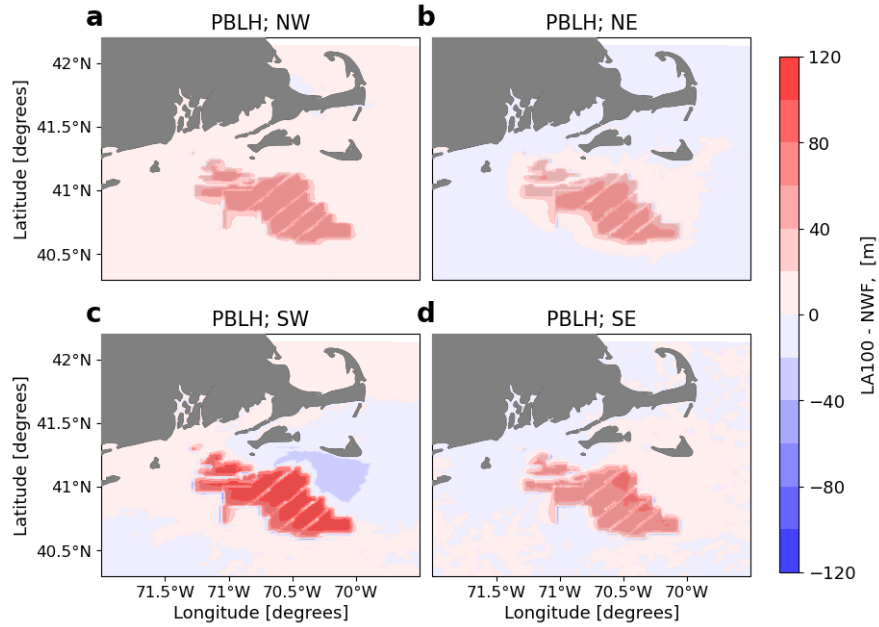 a PBLH; NW
b PBLH; NE
42°N
41.5°N
41°N
40.5°N
Latitude [degrees]
c PBLH; SW
d PBLH; SE
42°N
41.5°N
41°N
40.5°N
Latitude [degrees]
71.5°W 71°W 70.5°W 70°W
71.5°W 71°W 70.5°W 70°W
Longitude [degrees]
Longitude [degrees]
120
80
40
0
−40
−80
−120
LA100 - NWF, [m]